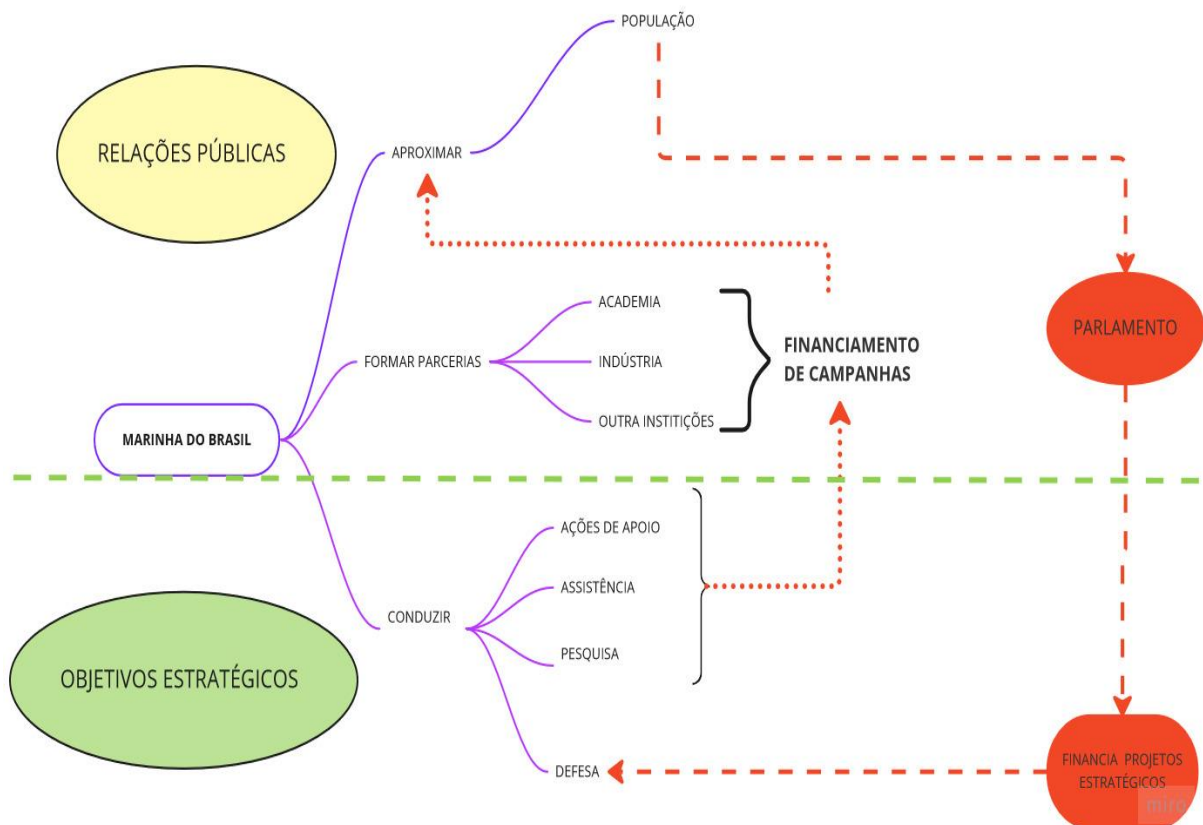 POPULAÇÃO
RELAÇÕES PÚBLICAS
APROXIMAR
ACADEMIA
PARLAMENTO
FORMAR PARCERIAS
INDÚSTRIA
FINANCIAMENTO
DE CAMPANHAS
OUTRA INSTITIÇÕES
MARINHA DO BRASIL
AÇÕES DE APOIO
ASSISTÊNCIA
CONDUZIR
PESQUISA
OBJETIVOS ESTRATÉGICOS
DEFESA
FINANCIA PROJETOS
ESTRATÉGICOS
miro